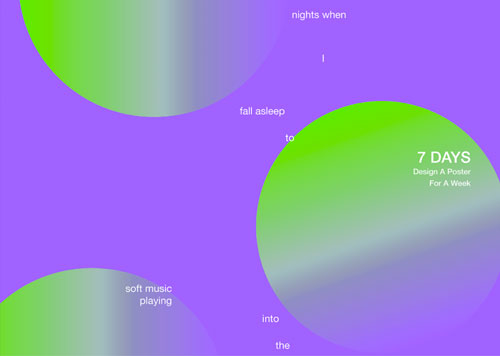 nights when
I
fall asleep
to
7 DAYS
Design A Poster
For A Week
soft music
playing
into
the